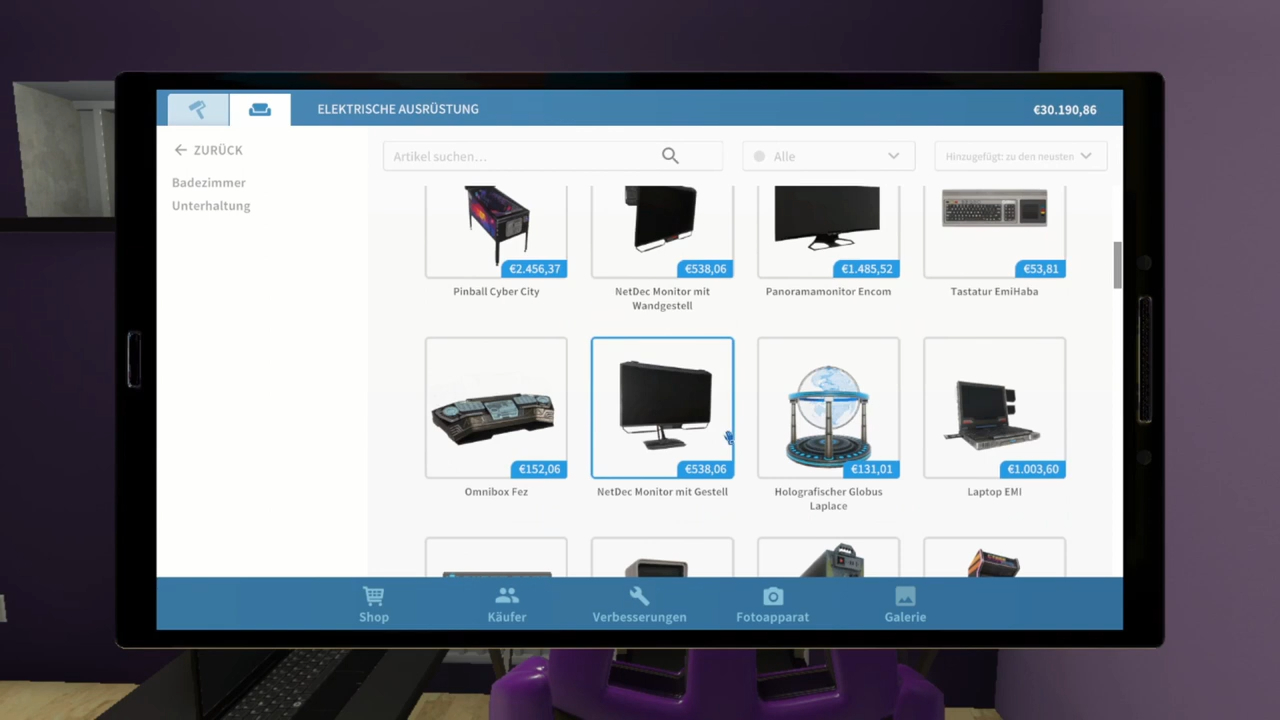 ELEKTRISCHE AUSRÜSTUNG
€30.190,86
ZURÜCK
Badezimmer
Unterhaltung
Artikel suchen...
Alle
Hinzugefügt: zu den neusten
€2.456,37
€538,06
€1.485,52
€53,81
Pinball Cyber City
NetDec Monitor mit
Wandgestell
Panoramamonitor Encom
Tastatur EmiHaba
€152,06
€538,06
€131,01
€1.003,60
Omnibox Fez
NetDec Monitor mit Gestell
Holografischer Globus
Laplace
Laptop EMI
Shop
Käufer
Verbesserungen
Fotoapparat
Galerie